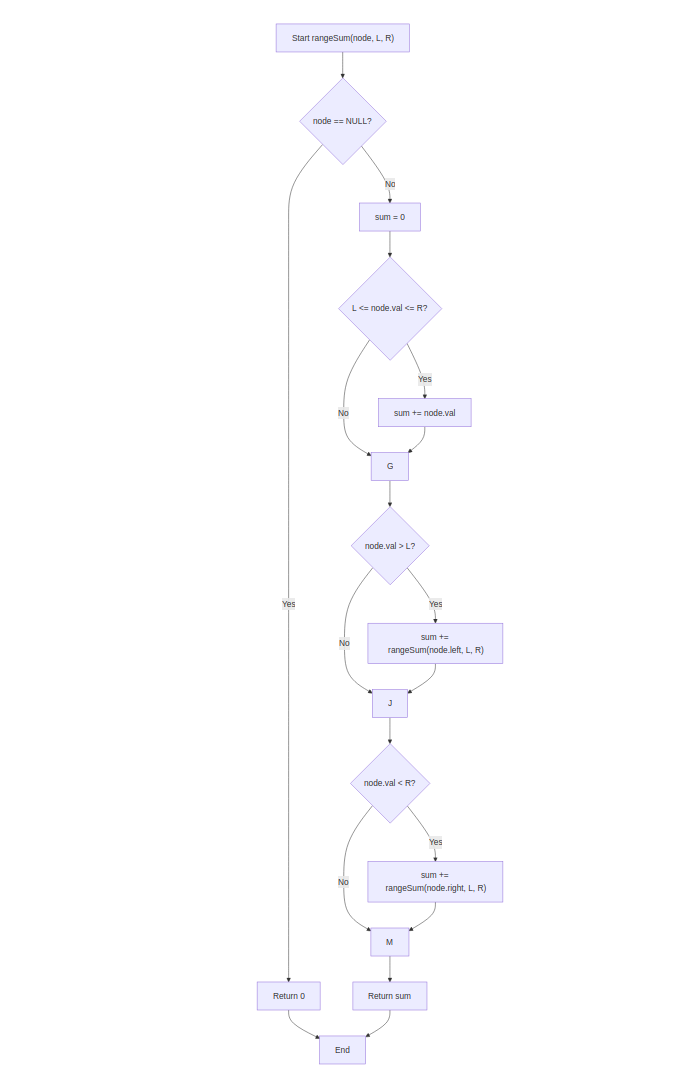 Start rangeSum(node, L, R)
node == NULL?
No
sum = 0
L <= node.val <= R?
Yes
No
sum += node.val
G
node.val > L?
Yes
Yes
sum +=
rangeSum(node.left, L, R)
No
J
node.val < R?
Yes
sum +=
rangeSum(node.right, L, R)
No
M
Return 0
Return sum
End